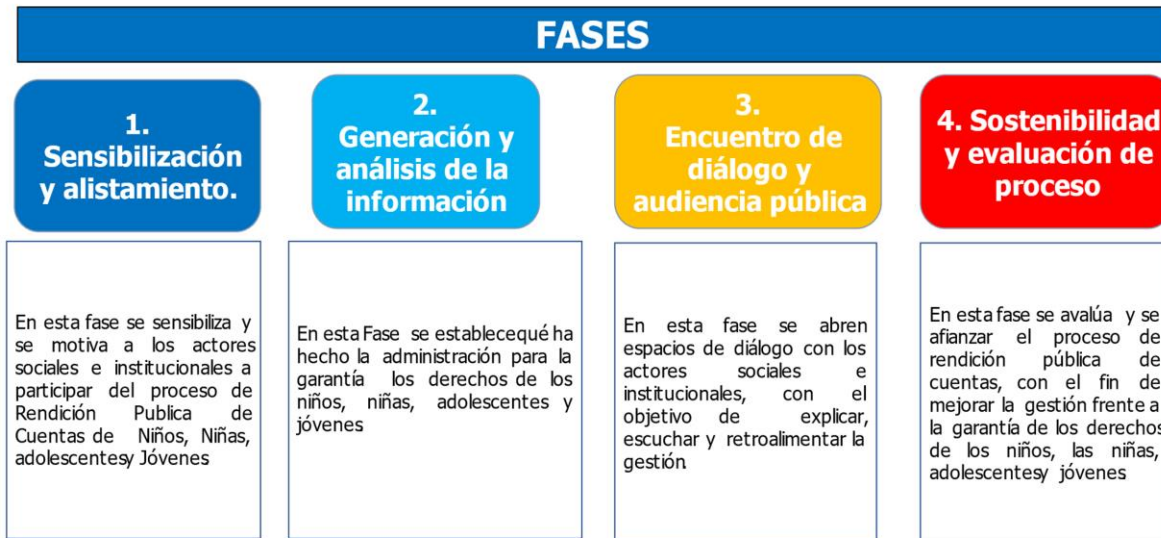 FASES
1.
Sensibilización
y alistamiento.
2.
Generación y
análisis de la
información
3.
Encuentro de
diálogo y
audiencia pública
4. Sostenibilidad
y evaluación de
proceso
En esta fase se sensibiliza y
se motiva a los actores
sociales e institucionales a
participar del proceso de
Rendición Publica de
Cuentas de Niños, Niñas,
adolescentesy Jóvenes
En esta Fase se establecequé ha
hecho la administración para la
garantía los derechos de los
niños, niñas, adolescentes y
jóvenes
En esta fase se abren
espacios de diálogo con los
actores sociales e
institucionales, con el
objetivo de explicar,
escuchar y retroalimentar la
gestión.
En esta fase se avalúa y se
afianzar el proceso de
rendición pública de
cuentas, con el fin de
mejorar la gestión frente a
la garantía de los derechos
de los niños, las niñas,
adolescentesy jóvenes